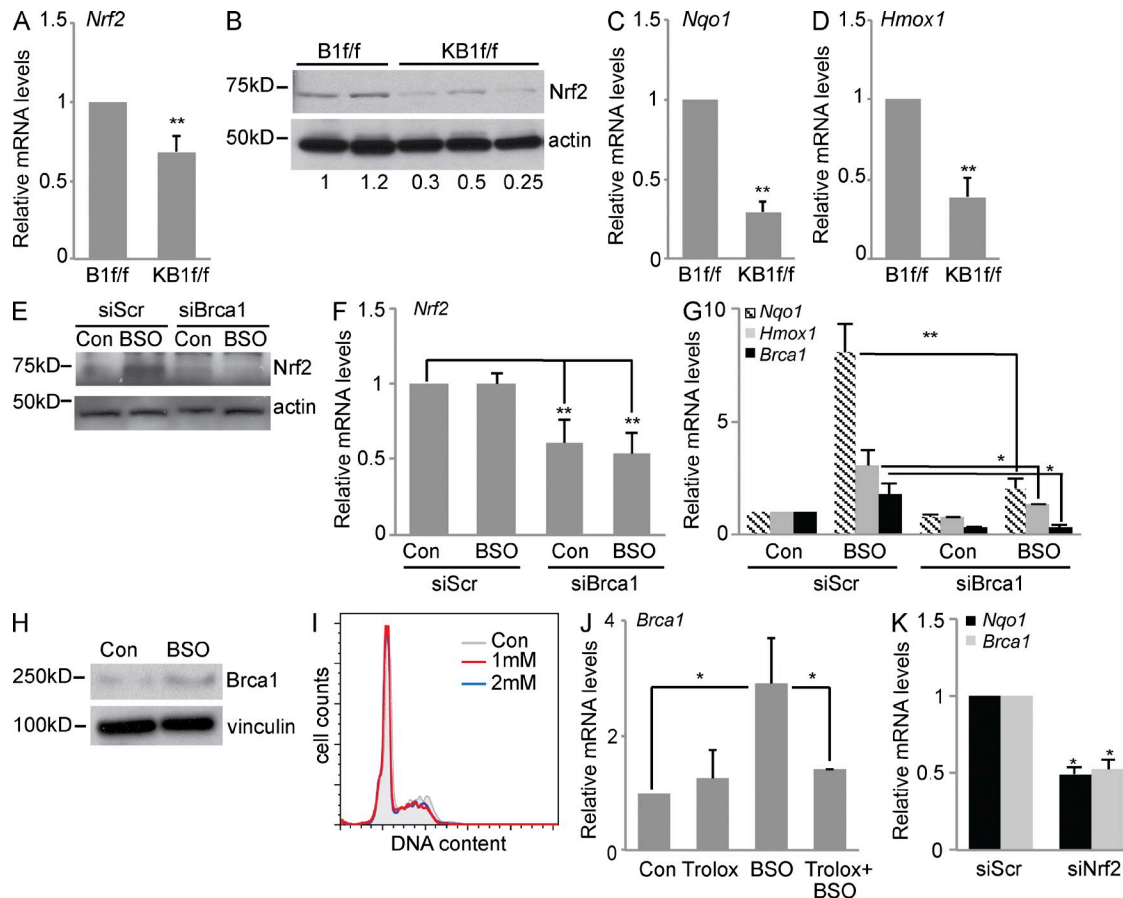 A
Nrf2
Relative mRNA levels
1.5
1
0.5
0
**
B1f/f
KB1f/f
B
B1f/f
KB1f/f
75kD
Nrf2
50kD
actin
1
1.2
0.3
0.5
0.25
C
Nqo1
Relative mRNA levels
1.5
1
0.5
0
**
B1f/f
KB1f/f
D
Hmox1
Relative mRNA levels
1.5
1
0.5
0
**
B1f/f
KB1f/f
E
siScr
siBrca1
Con
BSO
Con
BSO
75kD
Nrf2
50kD
actin
F
Nrf2
Relative mRNA levels
1.5
1
0.5
0
**
**
Con
BSO
Con
BSO
siScr
siBrca1
G
Nqo1
Hmox1
Brca1
Relative mRNA levels
10
5
0
**
*
*
Con
BSO
Con
BSO
siScr
siBrca1
H
Con
BSO
250kD
Brca1
100kD
vinculin
I
Con
1mM
2mM
cell counts
DNA content
J
Brca1
Relative mRNA levels
4
2
0
*
*
Con
Trolox
BSO
Trolox+
BSO
K
Nqo1
Brca1
Relative mRNA levels
1.5
1
0.5
0
*
*
siScr
siNrf2